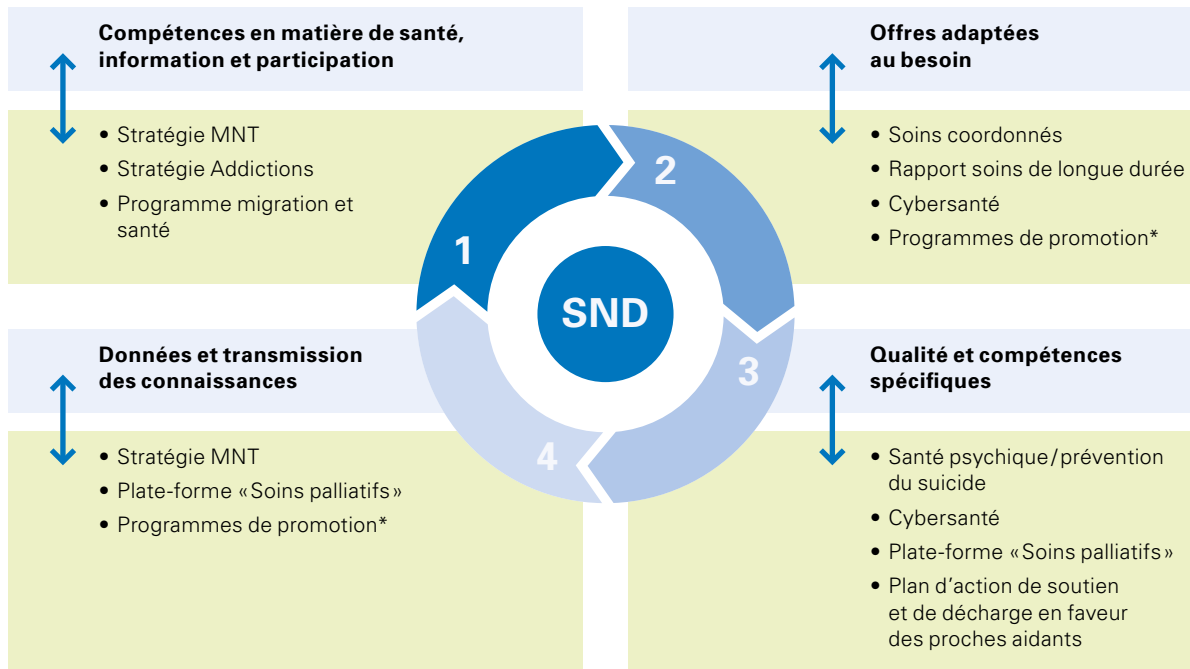 Compétences en matière de santé,
information et participation
• Stratégie MNT
• Stratégie Addictions
• Programme migration et
santé
Offres adaptées
au besoin
• Soins coordonnés
• Rapport soins de longue durée
• Cybersanté
• Programmes de promotion*
1
2
SND
3
4
Données et transmission
des connaissances
• Stratégie MNT
• Plate-forme «Soins palliatifs»
• Programmes de promotion*
Qualité et compétences
spécifiques
• Santé psychique/prévention
du suicide
• Cybersanté
• Plate-forme «Soins palliatifs»
• Plan d'action de soutien
et de décharge en faveur
des proches aidants